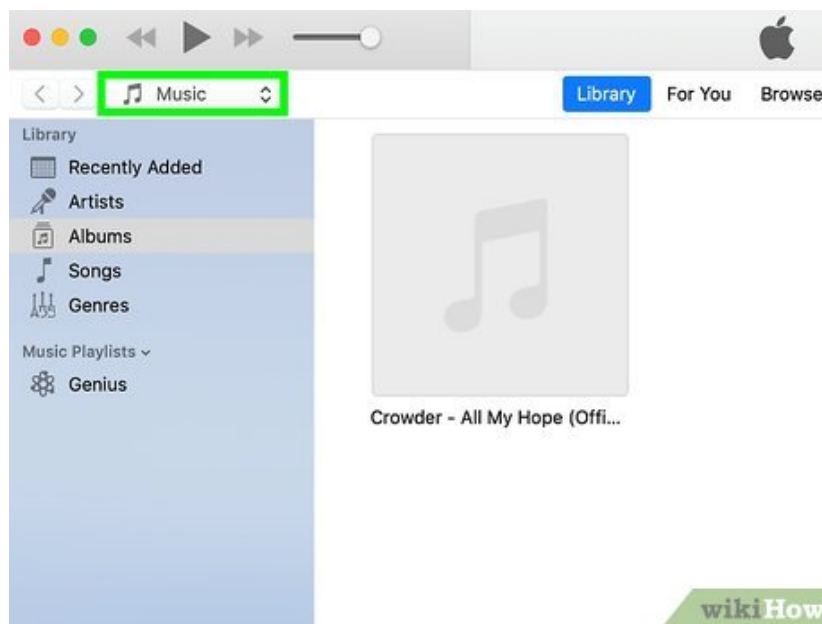 Music
Library
For You
Browse
Library
Recently Added
Artists
Albums
Songs
Genres
Music Playlists
Genius
Crowder - All My Hope (Offi...
wikiHow